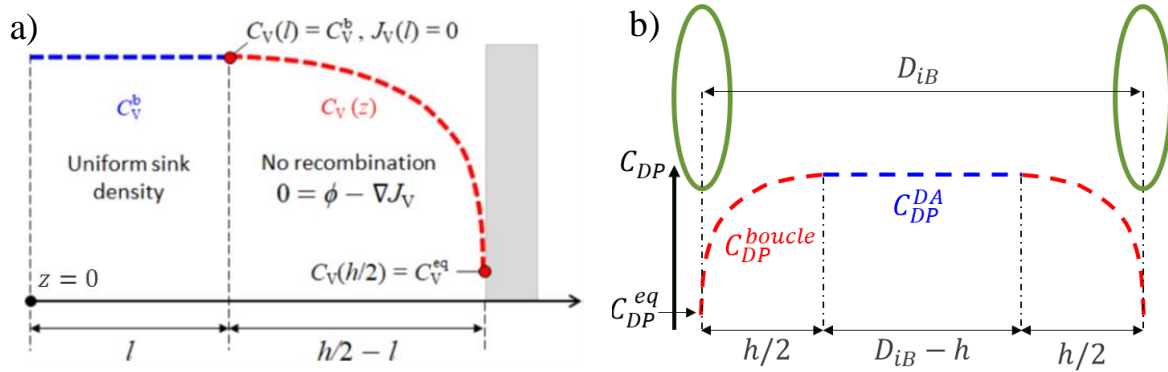 a)
C_V(l) = C_V^b , J_V(l) = 0
C_V^b
C_V(z)
Uniform sink
density
No recombination
0 = ϕ − ∇J_V
C_V(h/2) = C_V^eq
z = 0
l
h/2 − l
b)
D_iB
C_DP
C_DP^DA
C_DP^boucle
C_DP^eq
h/2
D_iB − h
h/2